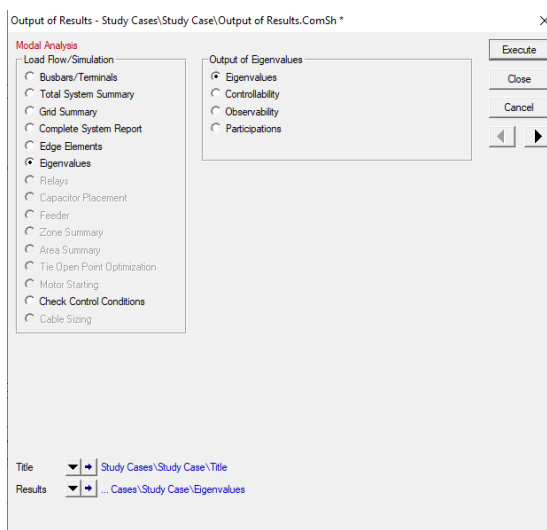 Output of Results - Study Cases\Study Case\Output of Results.ComSh *
Modal Analysis
Load Flow/Simulation
Busbars/Terminals
Total System Summary
Grid Summary
Complete System Report
Edge Elements
Eigenvalues
Relays
Capacitor Placement
Feeder
Zone Summary
Area Summary
Tie Open Point Optimization
Motor Starting
Check Control Conditions
Cable Sizing
Output of Eigenvalues
Eigenvalues
Controllability
Observability
Participations
Execute
Close
Cancel
Title Study Cases\Study Case\Title
Results ... Cases\Study Case\Eigenvalues